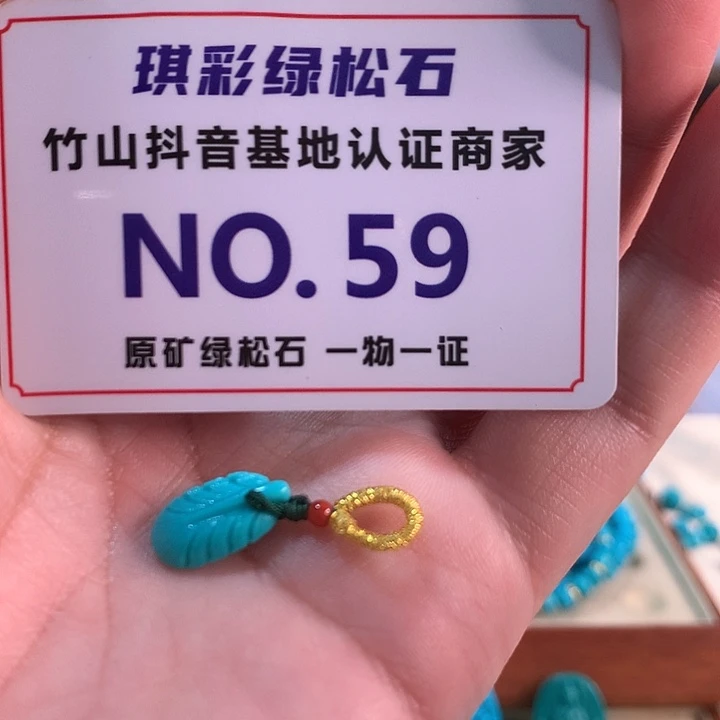 琪彩绿松石
竹山抖音基地认证商家
NO. 59
原矿绿松石 一物一证